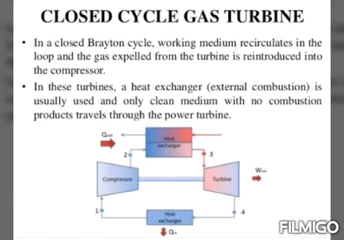 CLOSED CYCLE GAS TURBINE
• In a closed Brayton cycle, working medium recirculates in the
loop and the gas expelled from the turbine is reintroduced into
the compressor.
• In these turbines, a heat exchanger (external combustion) is
usually used and only clean medium with no combustion
products travels through the power turbine.
Heat
exchanger
2
3
Compressor
Turbine
1
Heat
exchanger
4
FILMIGO